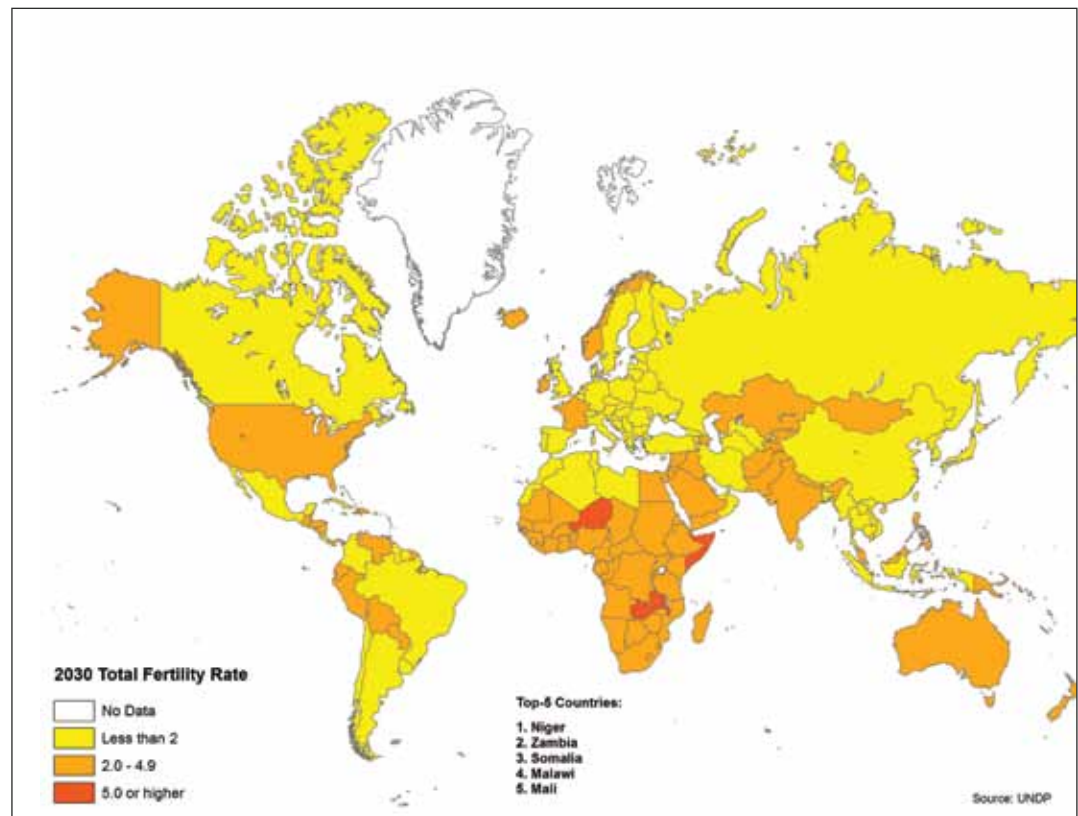 2030 Total Fertility Rate
No Data
Less than 2
2.0 - 4.9
5.0 or higher
Top-5 Countries:
1. Niger
2. Zambia
3. Somalia
4. Malawi
5. Mali
Source: UNDP